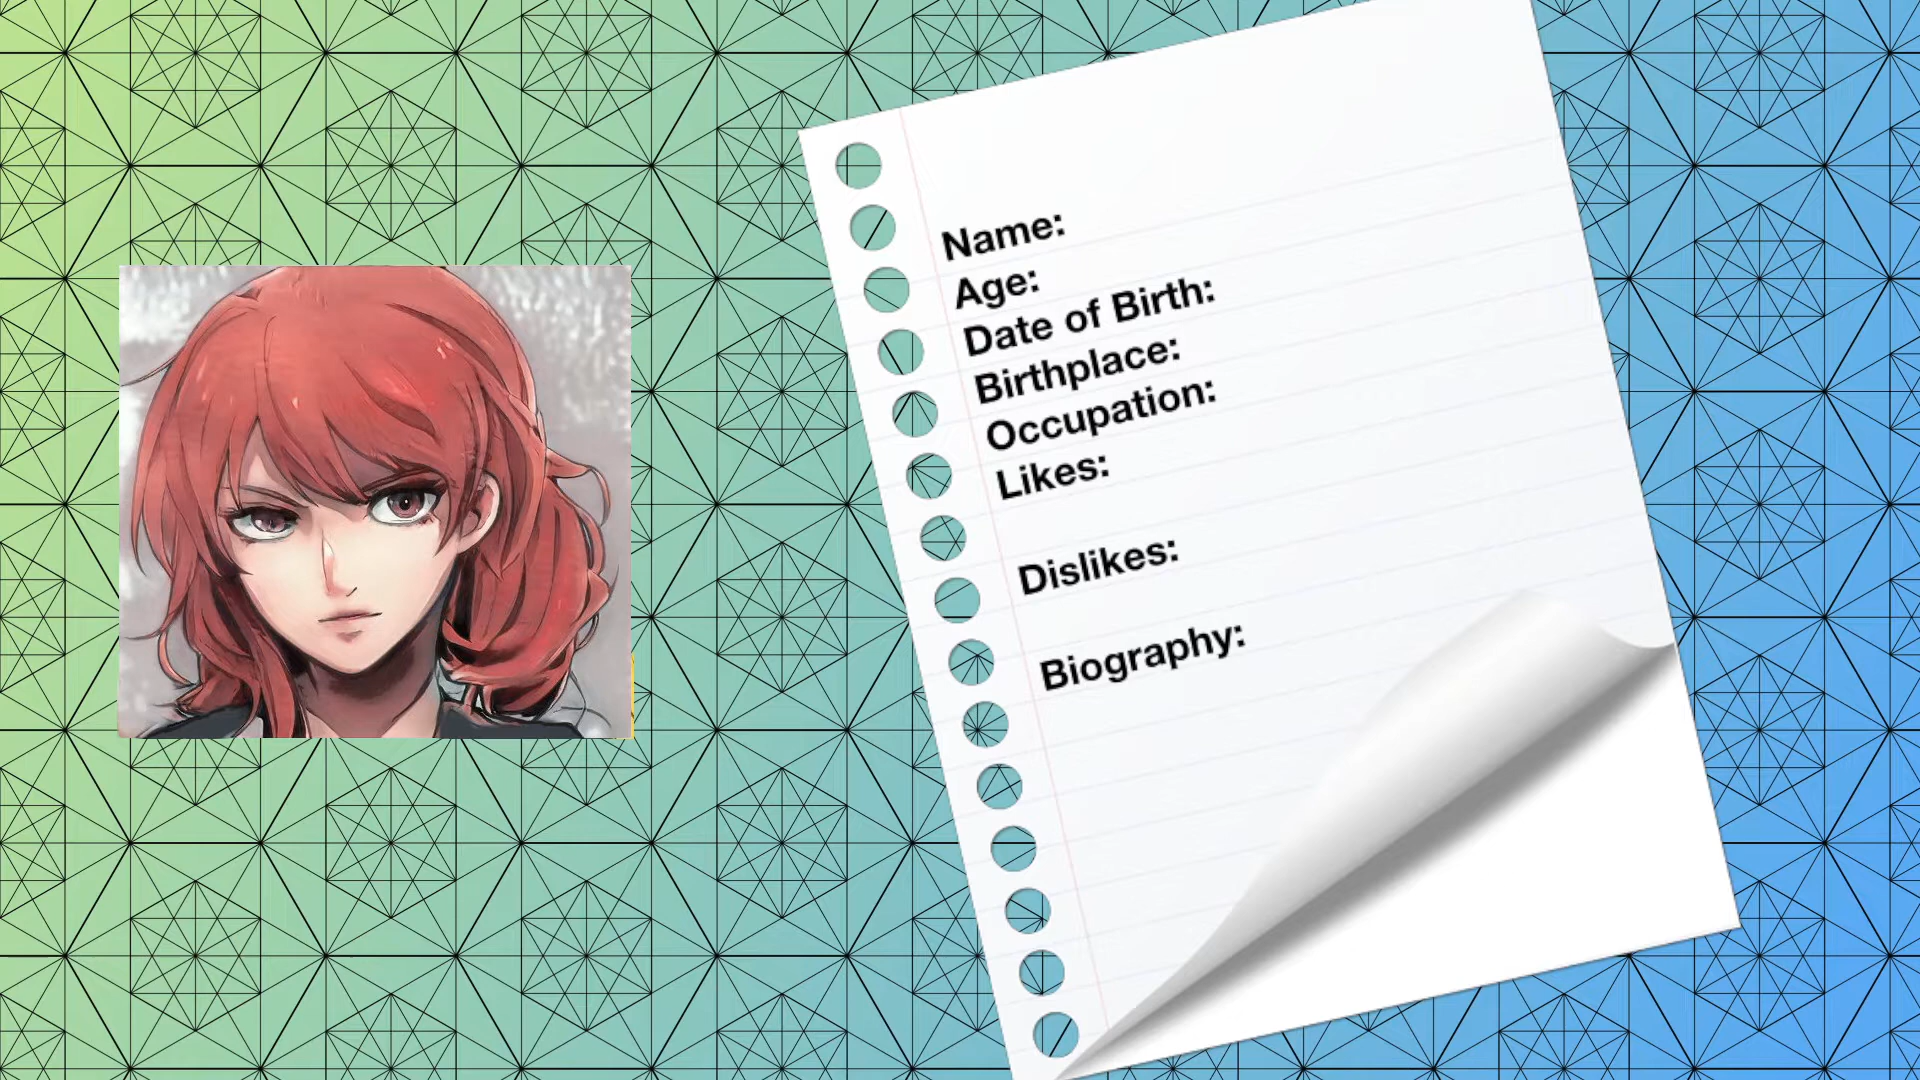 Name:
Age:
Date of Birth:
Birthplace:
Occupation:
Likes:
Dislikes:
Biography: